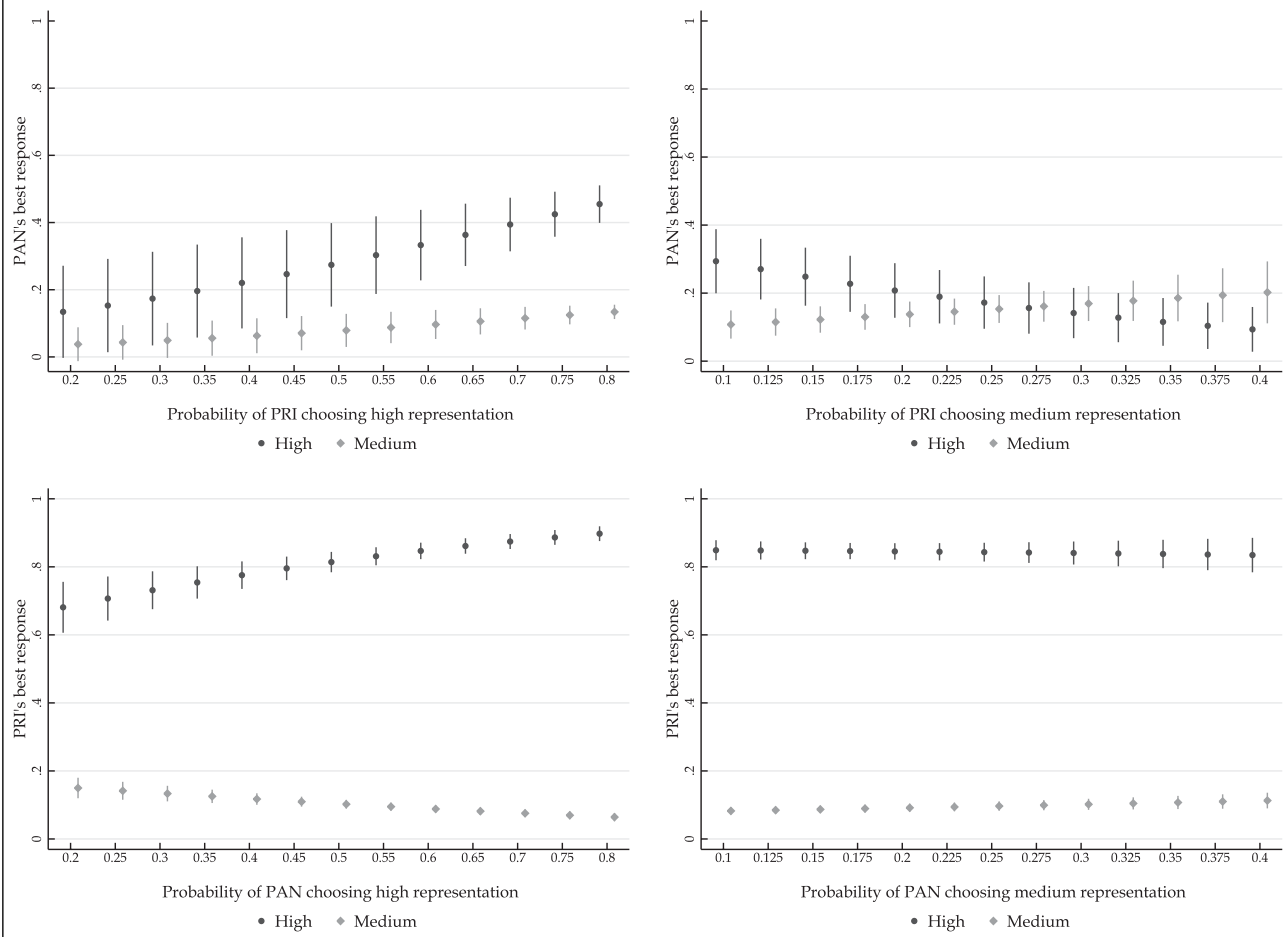 PAN's best response
0 .2 .4 .6 .8 1
0.2 0.25 0.3 0.35 0.4 0.45 0.5 0.55 0.6 0.65 0.7 0.75 0.8
Probability of PRI choosing high representation
High Medium
PAN's best response
0 .2 .4 .6 .8 1
0.1 0.125 0.15 0.175 0.2 0.225 0.25 0.275 0.3 0.325 0.35 0.375 0.4
Probability of PRI choosing medium representation
High Medium
PRI's best response
0 .2 .4 .6 .8 1
0.2 0.25 0.3 0.35 0.4 0.45 0.5 0.55 0.6 0.65 0.7 0.75 0.8
Probability of PAN choosing high representation
High Medium
PRI's best response
0 .2 .4 .6 .8 1
0.1 0.125 0.15 0.175 0.2 0.225 0.25 0.275 0.3 0.325 0.35 0.375 0.4
Probability of PAN choosing medium representation
High Medium